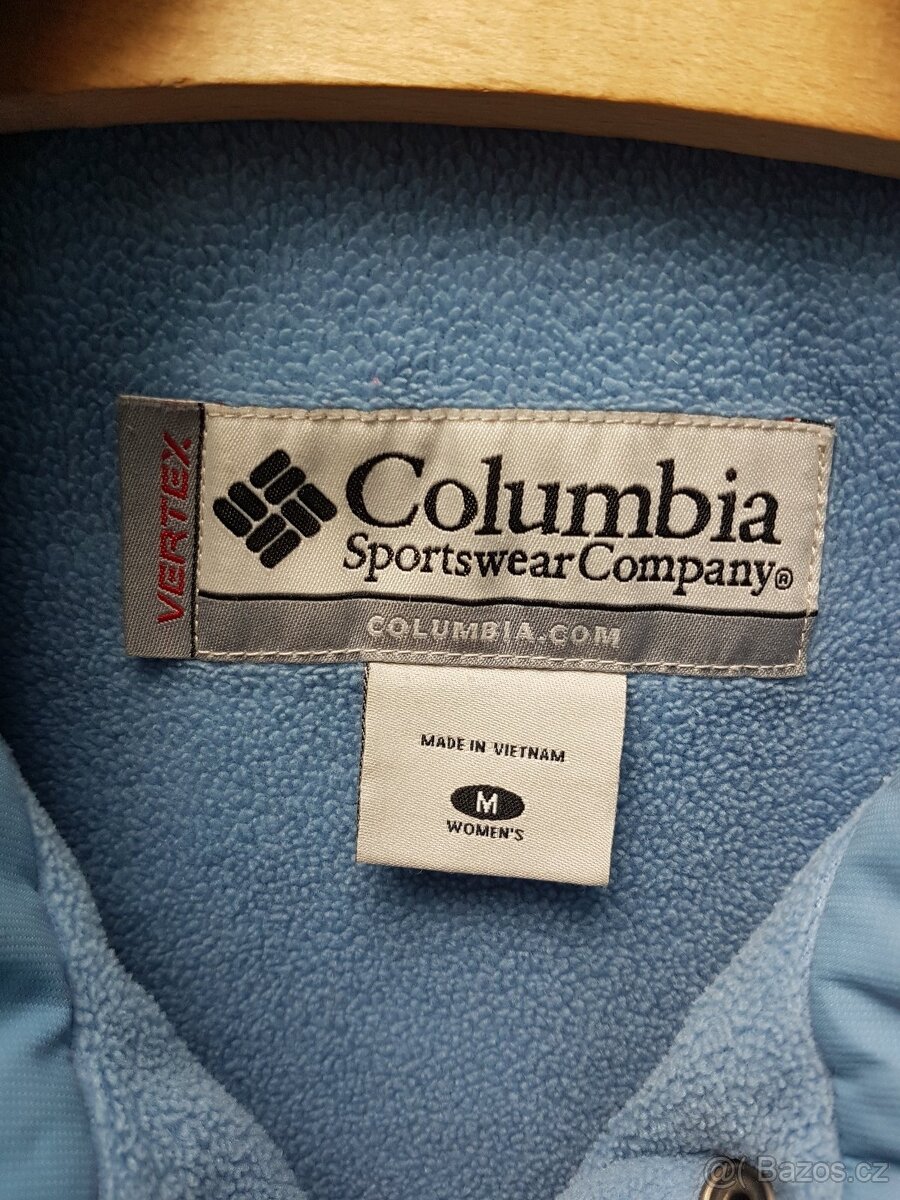 VERTEX
Columbia
Sportswear Company®
COLUMBIA.COM
MADE IN VIETNAM
M
WOMEN'S
@( Bazos.cz